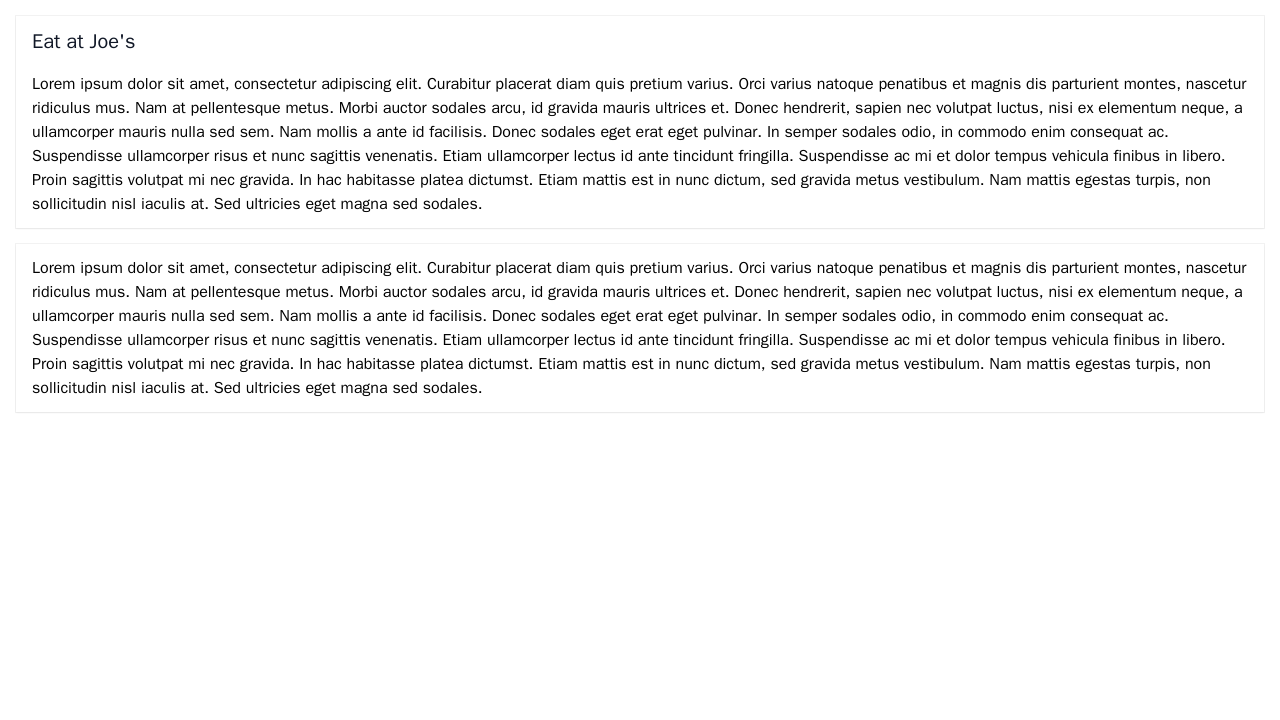 Eat at Joe's
Lorem ipsum dolor sit amet, consectetur adipiscing elit. Curabitur placerat diam quis pretium varius. Orci varius natoque penatibus et magnis dis parturient montes, nascetur
ridiculus mus. Nam at pellentesque metus. Morbi auctor sodales arcu, id gravida mauris ultrices et. Donec hendrerit, sapien nec volutpat luctus, nisi ex elementum neque, a
ullamcorper mauris nulla sed sem. Nam mollis a ante id facilisis. Donec sodales eget erat eget pulvinar. In semper sodales odio, in commodo enim consequat ac.
Suspendisse ullamcorper risus et nunc sagittis venenatis. Etiam ullamcorper lectus id ante tincidunt fringilla. Suspendisse ac mi et dolor tempus vehicula finibus in libero.
Proin sagittis volutpat mi nec gravida. In hac habitasse platea dictumst. Etiam mattis est in nunc dictum, sed gravida metus vestibulum. Nam mattis egestas turpis, non
sollicitudin nisl iaculis at. Sed ultricies eget magna sed sodales.
Lorem ipsum dolor sit amet, consectetur adipiscing elit. Curabitur placerat diam quis pretium varius. Orci varius natoque penatibus et magnis dis parturient montes, nascetur
ridiculus mus. Nam at pellentesque metus. Morbi auctor sodales arcu, id gravida mauris ultrices et. Donec hendrerit, sapien nec volutpat luctus, nisi ex elementum neque, a
ullamcorper mauris nulla sed sem. Nam mollis a ante id facilisis. Donec sodales eget erat eget pulvinar. In semper sodales odio, in commodo enim consequat ac.
Suspendisse ullamcorper risus et nunc sagittis venenatis. Etiam ullamcorper lectus id ante tincidunt fringilla. Suspendisse ac mi et dolor tempus vehicula finibus in libero.
Proin sagittis volutpat mi nec gravida. In hac habitasse platea dictumst. Etiam mattis est in nunc dictum, sed gravida metus vestibulum. Nam mattis egestas turpis, non
sollicitudin nisl iaculis at. Sed ultricies eget magna sed sodales.